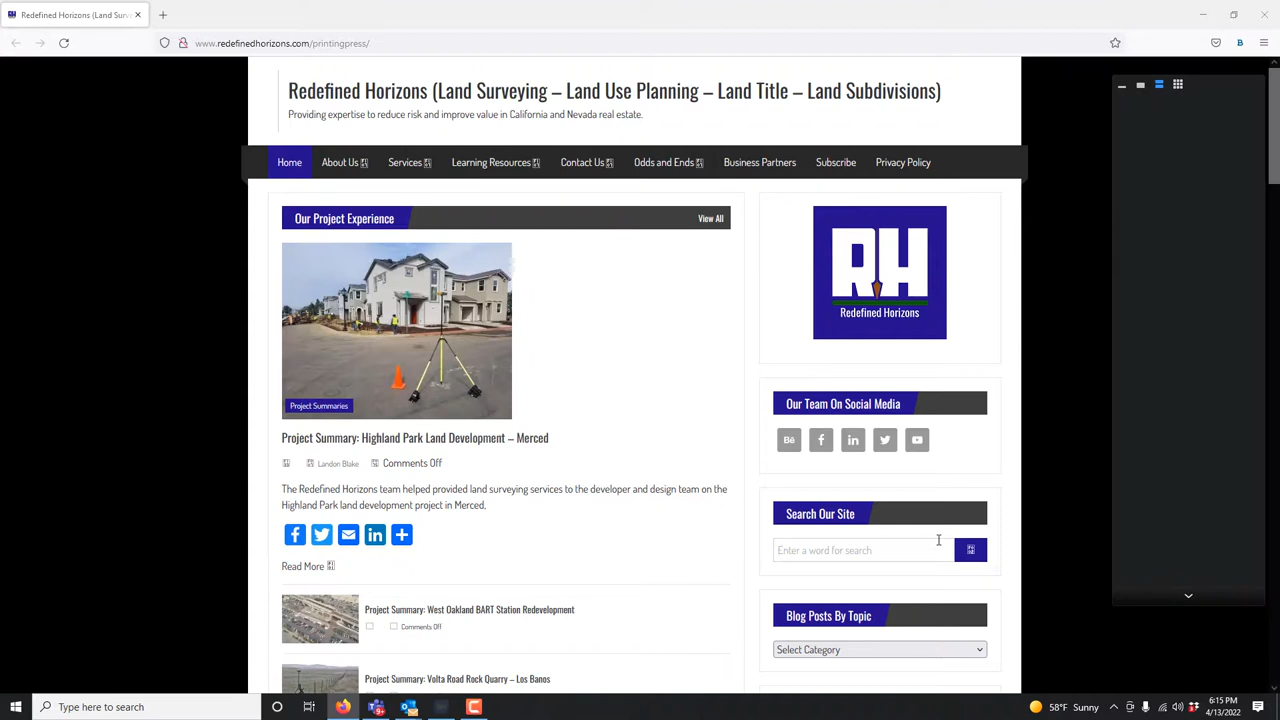 Redefined Horizons (Land Surv
www.redefinedhorizons.com/printingpress/
Redefined Horizons (Land Surveying – Land Use Planning – Land Title – Land Subdivisions)
Providing expertise to reduce risk and improve value in California and Nevada real estate.
Home About Us Services Learning Resources Contact Us Odds and Ends Business Partners Subscribe Privacy Policy
Our Project Experience View All
Project Summaries
Project Summary: Highland Park Land Development – Merced
Landon Blake Comments Off
The Redefined Horizons team helped provided land surveying services to the developer and design team on the
Highland Park land development project in Merced.
Read More
Project Summary: West Oakland BART Station Redevelopment
Comments Off
Project Summary: Volta Road Rock Quarry – Los Banos
RH
Redefined Horizons
Our Team On Social Media
Bē
Search Our Site
Enter a word for search
Blog Posts By Topic
Select Category
Type here to search
58°F Sunny
6:15 PM
4/13/2022